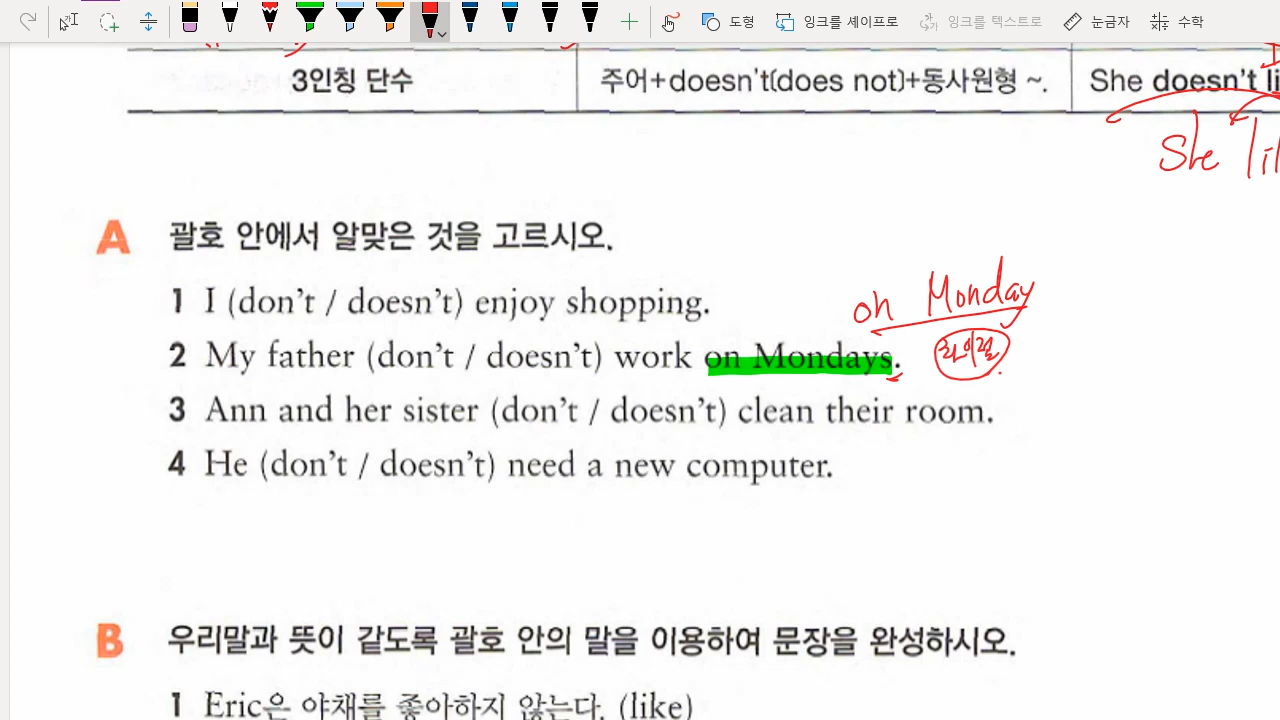 도형
잉크를 셰이프로
잉크를 텍스트로
눈금자
수학
3인칭 단수
주어+doesn't(does not)+동사원형 ~.
She doesn't li
She li
A 괄호 안에서 알맞은 것을 고르시오.
1 I (don't / doesn't) enjoy shopping.
on Monday
2 My father (don't / doesn't) work on Mondays.
3 Ann and her sister (don't / doesn't) clean their room.
4 He (don't / doesn't) need a new computer.
B 우리말과 뜻이 같도록 괄호 안의 말을 이용하여 문장을 완성하시오.
1 Eric은 야채를 좋아하지 않는다. (like)